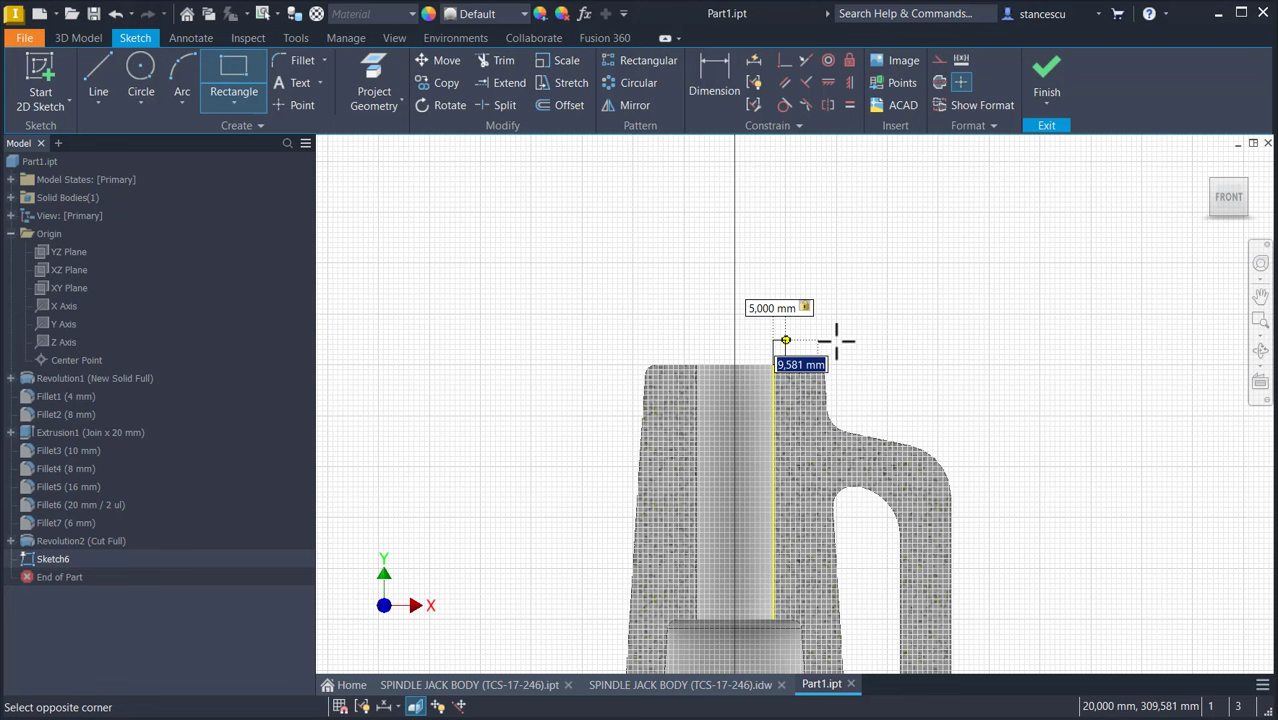 Material
Default
Part1.ipt
Search Help & Commands...
stancescu
File
3D Model
Sketch
Annotate
Inspect
Tools
Manage
View
Environments
Collaborate
Fusion 360
Start
2D Sketch
Line
Circle
Arc
Rectangle
Fillet
Text
Point
Project
Geometry
Move
Copy
Rotate
Trim
Extend
Split
Scale
Stretch
Offset
Rectangular
Circular
Mirror
Dimension
Image
Points
ACAD
Show Format
Finish
Sketch
Create
Modify
Pattern
Constrain
Insert
Format
Exit
Model
Part1.ipt
Model States: [Primary]
Solid Bodies(1)
View: [Primary]
Origin
YZ Plane
XZ Plane
XY Plane
X Axis
Y Axis
Z Axis
Center Point
Revolution1 (New Solid Full)
Fillet1 (4 mm)
Fillet2 (8 mm)
Extrusion1 (Join x 20 mm)
Fillet3 (10 mm)
Fillet4 (8 mm)
Fillet5 (16 mm)
Fillet6 (20 mm / 2 ul)
Fillet7 (6 mm)
Revolution2 (Cut Full)
Sketch6
End of Part
FRONT
5,000 mm
9,581 mm
Y
X
Home
SPINDLE JACK BODY (TCS-17-246).ipt
SPINDLE JACK BODY (TCS-17-246).idw
Part1.ipt
Select opposite corner
20,000 mm, 309,581 mm
1
3